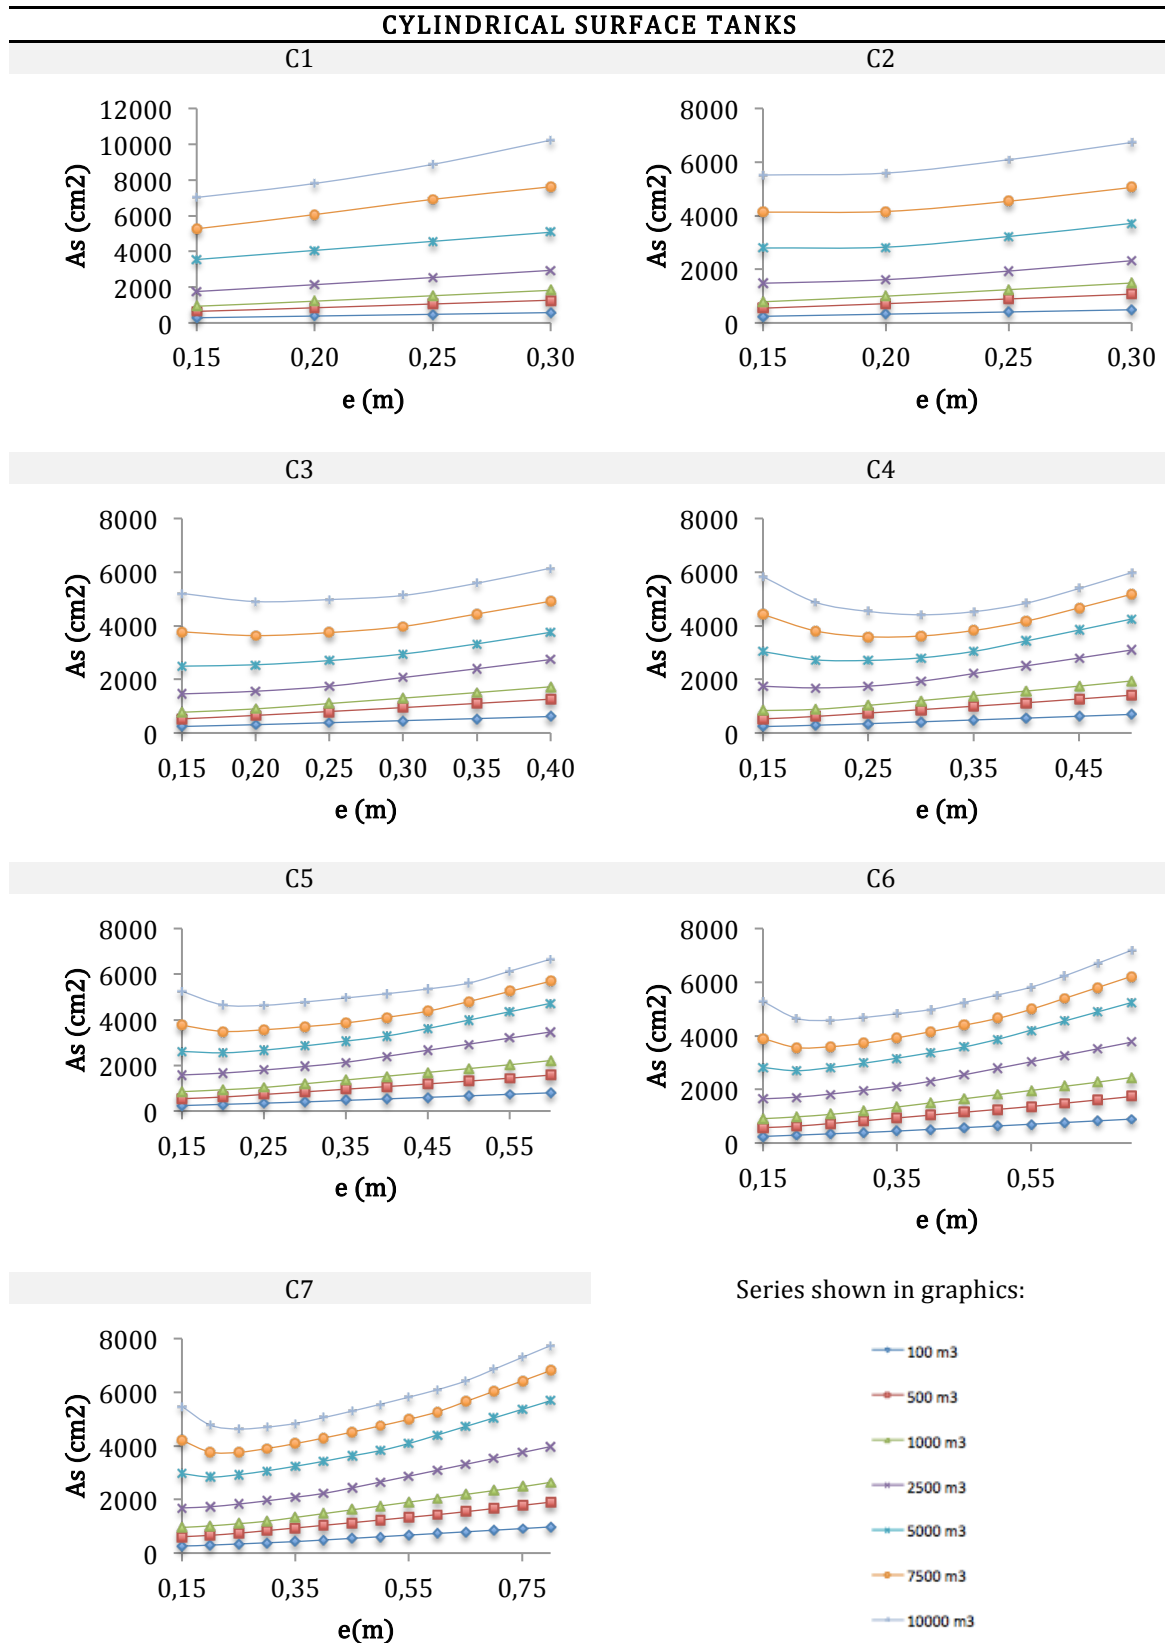 CYLINDRICAL SURFACE TANKS
C1
C2
12000
10000
8000
6000
4000
2000
0
As (cm2)
0,15 0,20 0,25 0,30
e (m)
8000
6000
4000
2000
0
As (cm2)
0,15 0,20 0,25 0,30
e (m)
C3
C4
8000
6000
4000
2000
0
As (cm2)
0,15 0,20 0,25 0,30 0,35 0,40
e (m)
8000
6000
4000
2000
0
As (cm2)
0,15 0,25 0,35 0,45
e (m)
C5
C6
8000
6000
4000
2000
0
As (cm2)
0,15 0,25 0,35 0,45 0,55
e (m)
8000
6000
4000
2000
0
As (cm2)
0,15 0,35 0,55
e (m)
C7
8000
6000
4000
2000
0
As (cm2)
0,15 0,35 0,55 0,75
e(m)
Series shown in graphics:
100 m3
500 m3
1000 m3
2500 m3
5000 m3
7500 m3
10000 m3